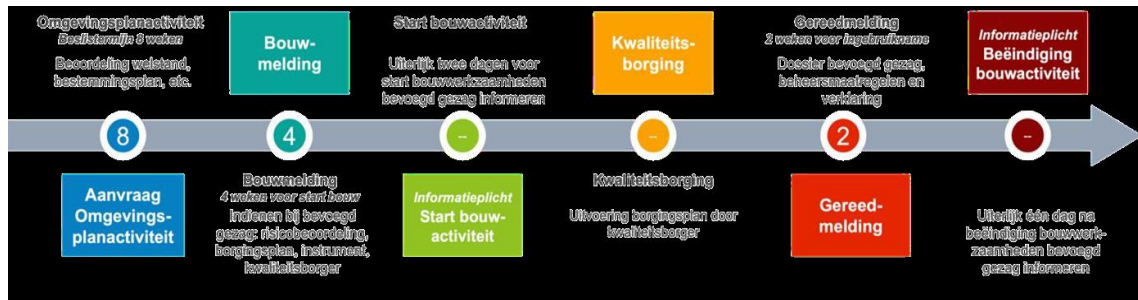 Omgevingsplanactiviteit
Beslistermijn 8 weken
Beoordeling welstand,
bestemmingsplan, etc.
8
Aanvraag
Omgevings-
planactiviteit
Bouw-
melding
4
Bouwmelding
4 weken voor start bouw
Indienen bij bevoegd
gezag: risicobeoordeling,
borgingsplan, instrument,
kwaliteitsborger
Start bouwactiviteit
Uiterlijk twee dagen voor
start bouwwerkzaamheden
bevoegd gezag informeren
--
Informatieplicht
Start bouw-
activiteit
Kwaliteits-
borging
--
Kwaliteitsborging
Uitvoering borgingsplan door
kwaliteitsborger
Gereedmelding
2 weken voor ingebruikname
Dossier bevoegd gezag,
beheersmaatregelen en
verklaring
2
Gereed-
melding
Informatieplicht
Beëindiging
bouwactiviteit
--
Uiterlijk één dag na
beëindiging bouwwerk-
zaamheden bevoegd
gezag informeren